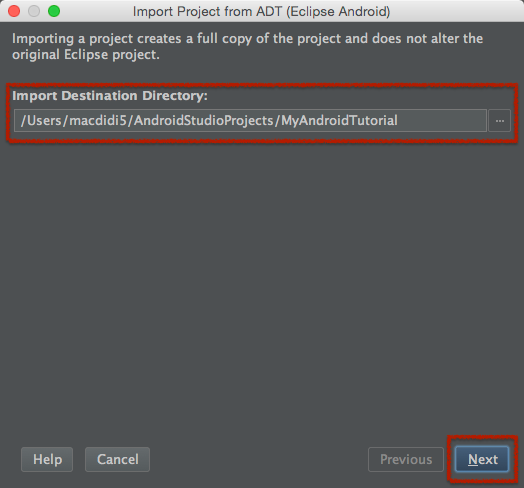 Import Project from ADT (Eclipse Android)
Importing a project creates a full copy of the project and does not alter the
original Eclipse project.
Import Destination Directory:
/Users/macdidi5/AndroidStudioProjects/MyAndroidTutorial ...
Help Cancel Previous Next